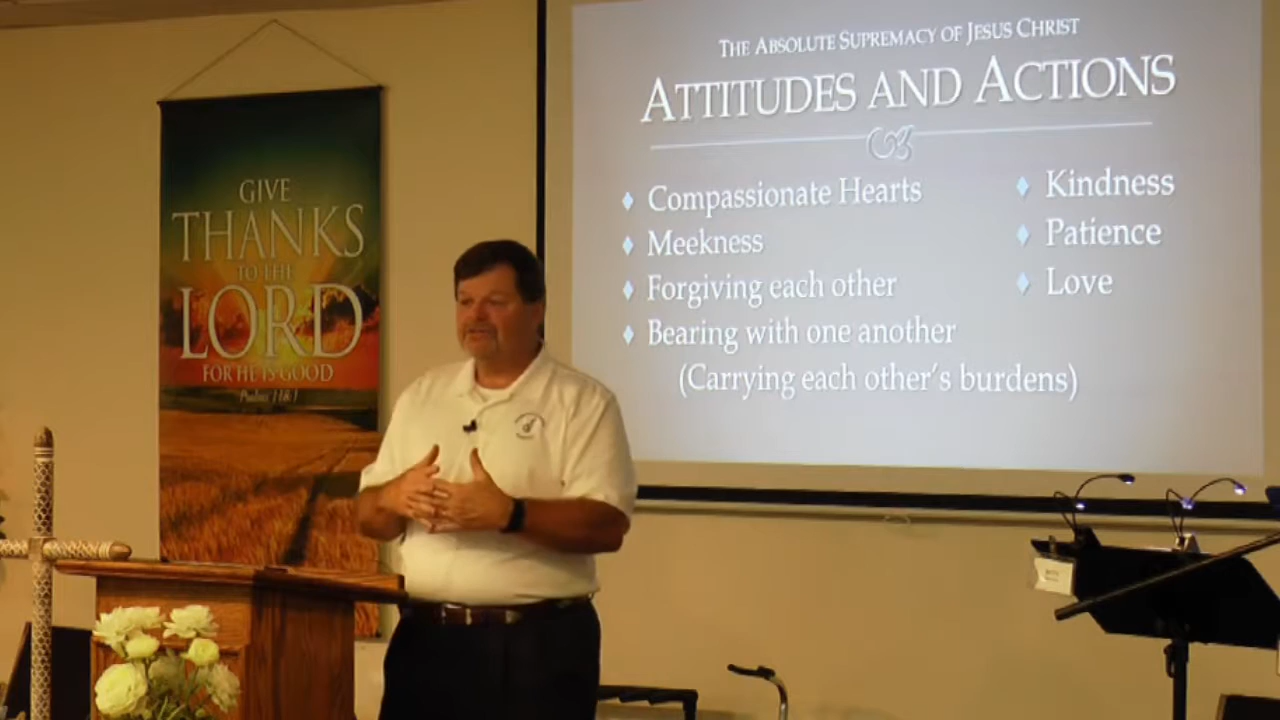 GIVE
THANKS
TO THE
LORD
FOR HE IS GOOD
THE ABSOLUTE SUPREMACY OF JESUS CHRIST
ATTITUDES AND ACTIONS
Compassionate Hearts
Meekness
Forgiving each other
Bearing with one another
(Carrying each other's burdens)
Kindness
Patience
Love